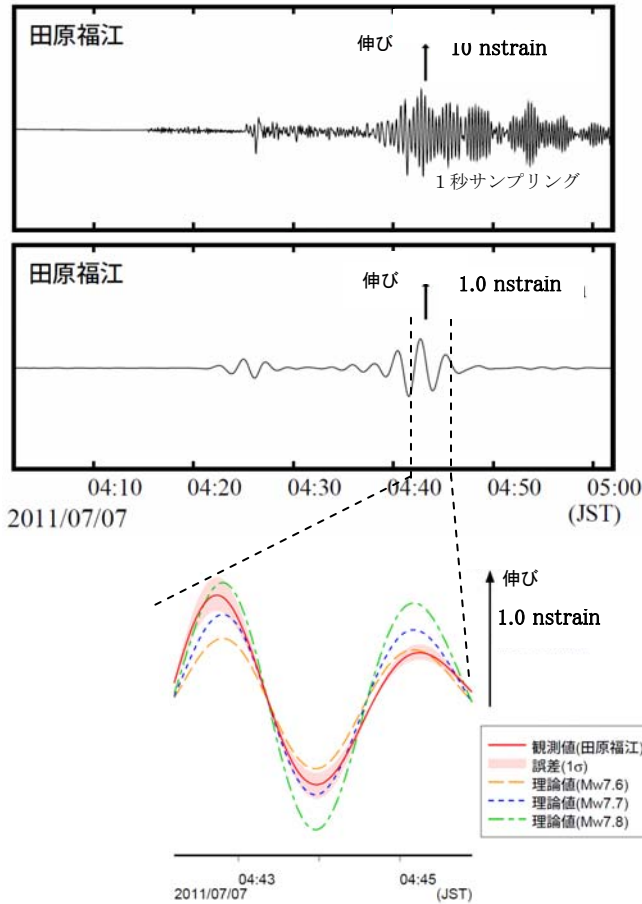 田原福江
伸び
10 nstrain
1秒サンプリング
田原福江
伸び
1.0 nstrain
04:10 04:20 04:30 04:40 04:50 05:00
2011/07/07 (JST)
伸び
1.0 nstrain
観測値(田原福江)
誤差(1σ)
理論値(Mw7.6)
理論値(Mw7.7)
理論値(Mw7.8)
04:43 04:45
2011/07/07 (JST)